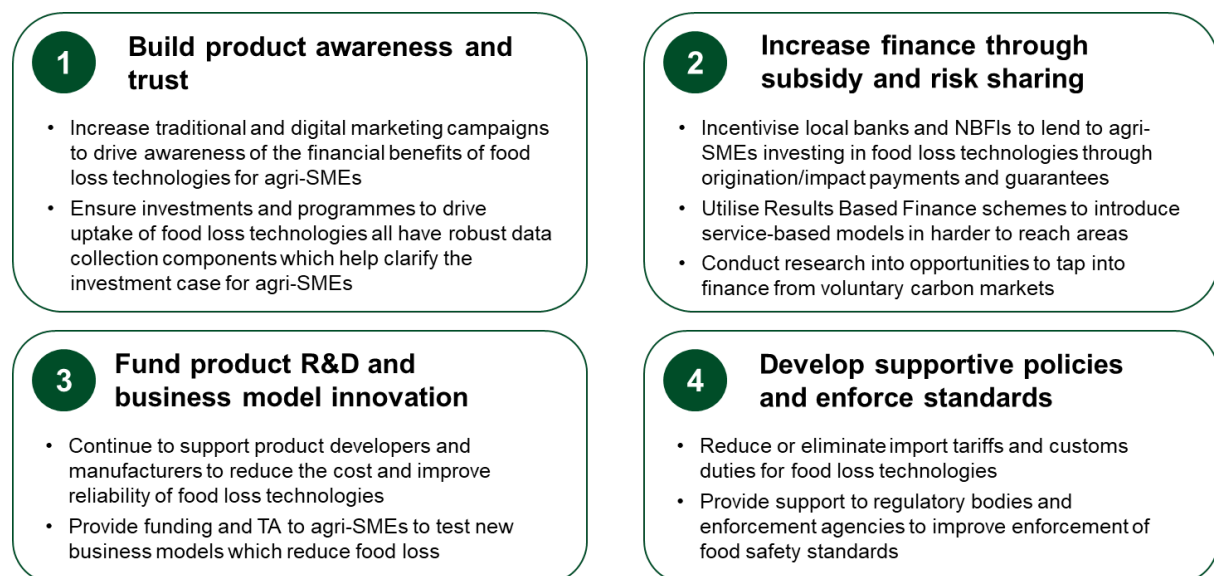 1
Build product awareness and
trust
• Increase traditional and digital marketing campaigns
to drive awareness of the financial benefits of food
loss technologies for agri-SMEs
• Ensure investments and programmes to drive
uptake of food loss technologies all have robust data
collection components which help clarify the
investment case for agri-SMEs
2
Increase finance through
subsidy and risk sharing
• Incentivise local banks and NBFIs to lend to agri-
SMEs investing in food loss technologies through
origination/impact payments and guarantees
• Utilise Results Based Finance schemes to introduce
service-based models in harder to reach areas
• Conduct research into opportunities to tap into
finance from voluntary carbon markets
3
Fund product R&D and
business model innovation
• Continue to support product developers and
manufacturers to reduce the cost and improve
reliability of food loss technologies
• Provide funding and TA to agri-SMEs to test new
business models which reduce food loss
4
Develop supportive policies
and enforce standards
• Reduce or eliminate import tariffs and customs
duties for food loss technologies
• Provide support to regulatory bodies and
enforcement agencies to improve enforcement of
food safety standards